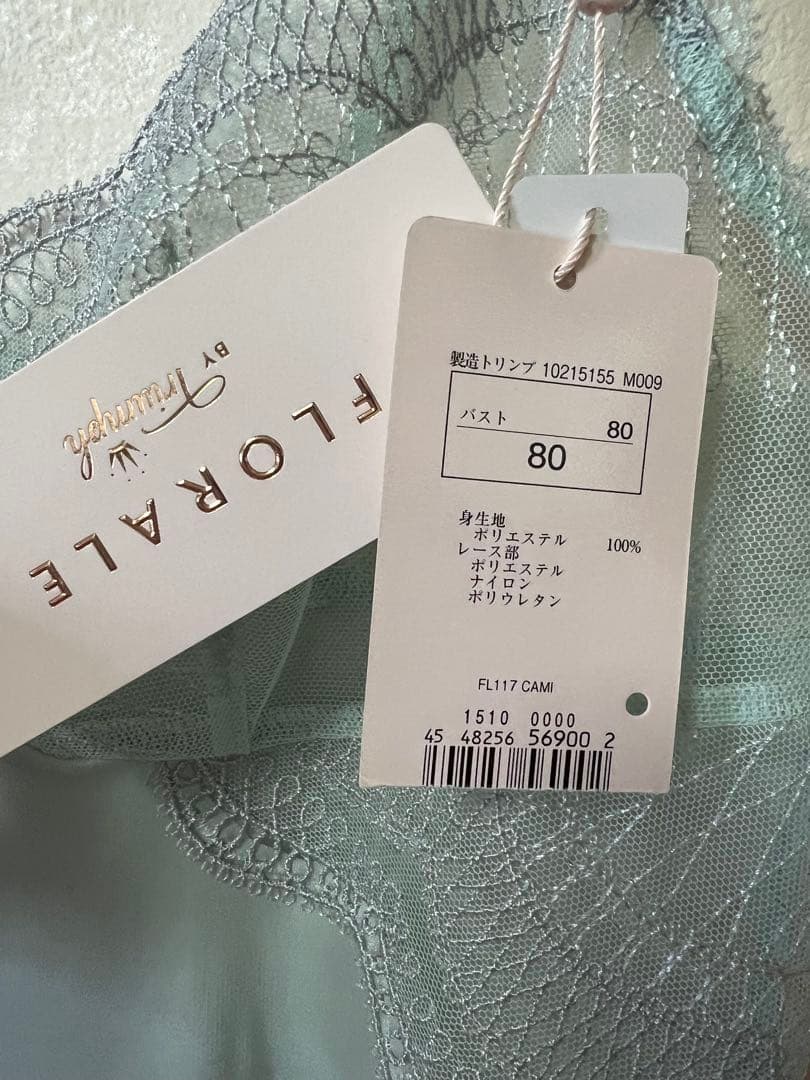 FLORALE
BY Triumph
製造トリンプ 10215155 M009
バスト 80
80
身生地
ポリエステル 100%
レース部
ポリエステル
ナイロン
ポリウレタン
FL117 CAMI
1510 0000
45 48256 56900 2